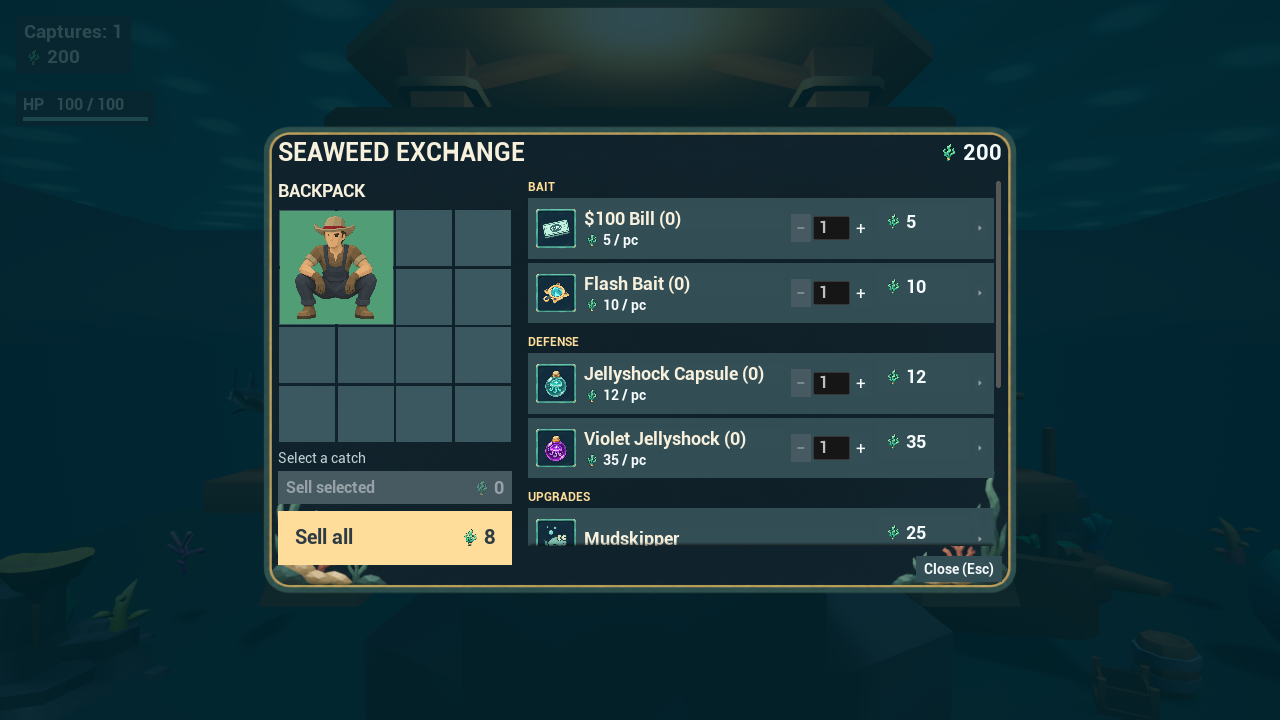 Captures: 1
200
HP 100 / 100
SEAWEED EXCHANGE
200
BACKPACK
Select a catch
Sell selected 0
Sell all 8
BAIT
$100 Bill (0)
5 / pc
− 1 + 5
Flash Bait (0)
10 / pc
− 1 + 10
DEFENSE
Jellyshock Capsule (0)
12 / pc
− 1 + 12
Violet Jellyshock (0)
35 / pc
− 1 + 35
UPGRADES
Mudskipper 25
Close (Esc)